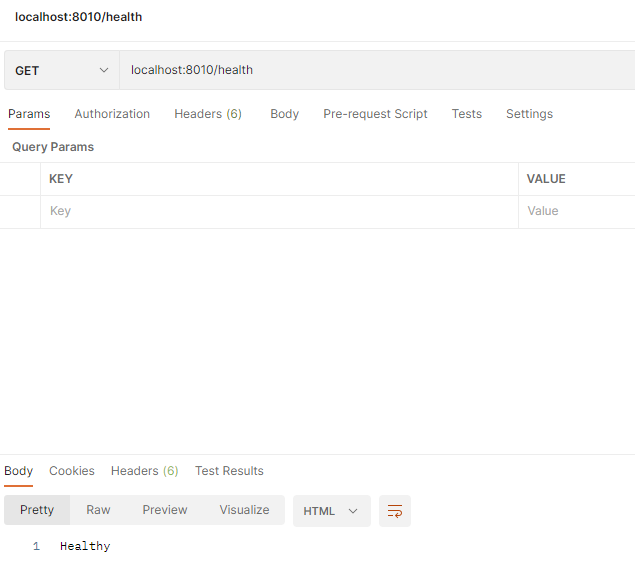 localhost:8010/health
GET localhost:8010/health
Params Authorization Headers (6) Body Pre-request Script Tests Settings
Query Params
KEY VALUE
Key Value
Body Cookies Headers (6) Test Results
Pretty Raw Preview Visualize HTML
1 Healthy